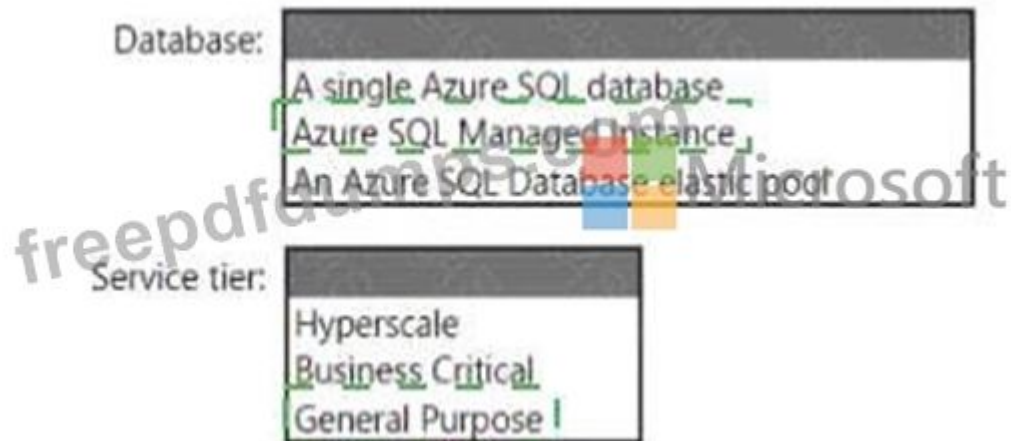 Database:
A single Azure SQL database
Azure SQL Managed Instance
An Azure SQL Database elastic pool
freepdfdumps.com
Microsoft
Service tier:
Hyperscale
Business Critical
General Purpose